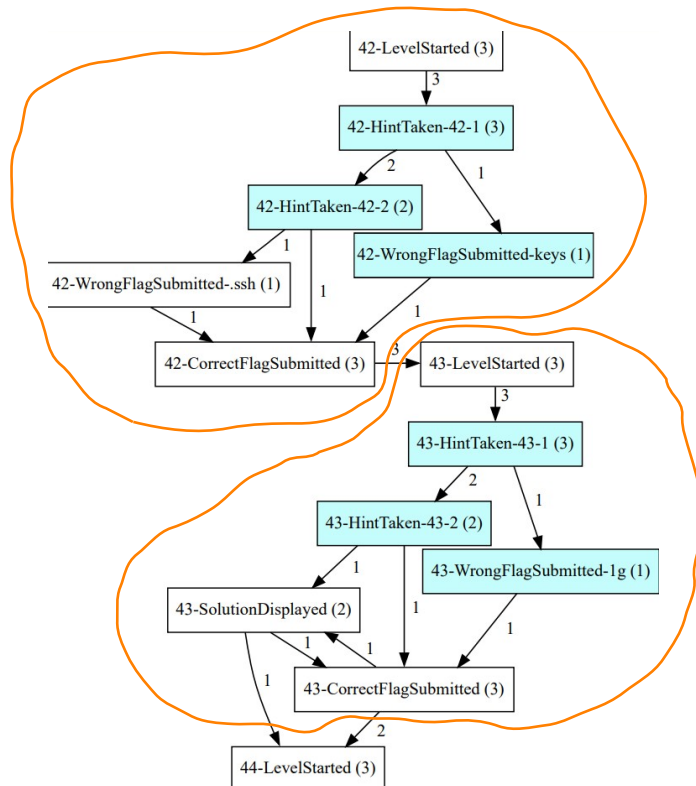 42-LevelStarted (3)
3
42-HintTaken-42-1 (3)
2
1
42-HintTaken-42-2 (2)
1
42-WrongFlagSubmitted-keys (1)
42-WrongFlagSubmitted-.ssh (1)
1
1
1
42-CorrectFlagSubmitted (3)
3
43-LevelStarted (3)
3
43-HintTaken-43-1 (3)
2
1
43-HintTaken-43-2 (2)
1
43-WrongFlagSubmitted-1g (1)
43-SolutionDisplayed (2)
1
1
1
1
1
43-CorrectFlagSubmitted (3)
2
44-LevelStarted (3)